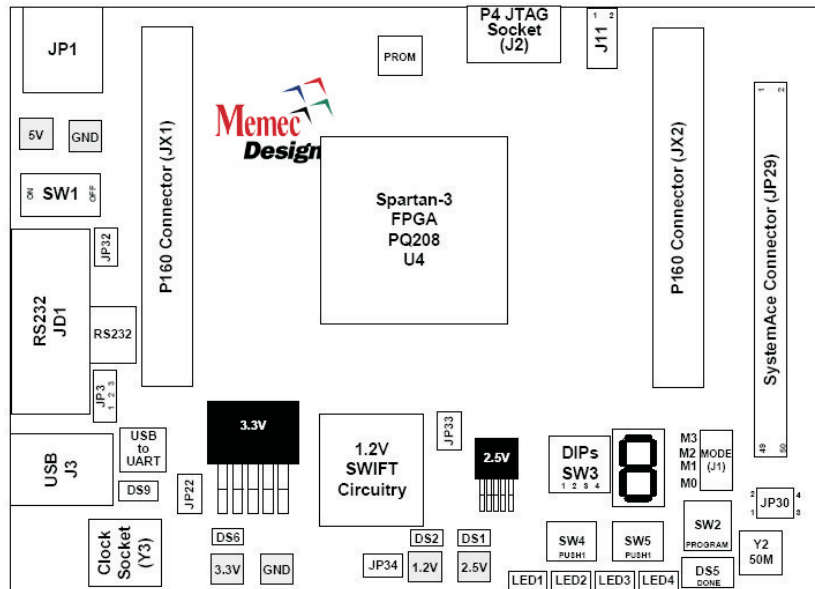 JP1
PROM
P4 JTAG
Socket
(J2)
1 2
J11
5V
GND
ON
SW1
OFF
P160 Connector (JX1)
Memec
Design
Spartan-3
FPGA
PQ208
U4
P160 Connector (JX2)
1 2
SystemAce Connector (JP29)
49 50
JP32
RS232
JD1
RS232
JP3
1 2 3
USB
J3
USB
to
UART
DS9
JP22
3.3V
1.2V
SWIFT
Circuitry
JP33
2.5V
DIPs
SW3
1 2 3 4
8
M3
M2
M1
M0
MODE
(J1)
2 4
JP30
1 3
Clock
Socket
(Y3)
DS6
3.3V
GND
JP34
DS2
1.2V
DS1
2.5V
SW4
PUSH1
SW5
PUSH1
SW2
PROGRAM
Y2
50M
LED1
LED2
LED3
LED4
DS5
DONE